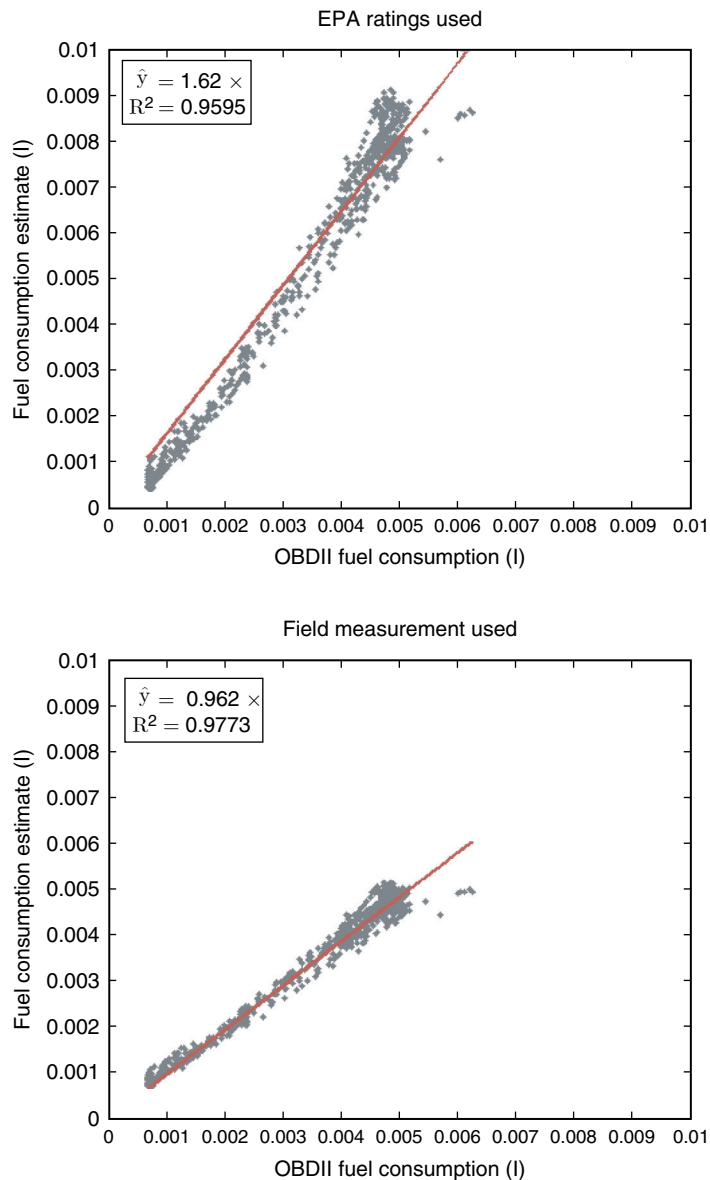 EPA ratings used
0.01
0.009
0.008
0.007
0.006
0.005
0.004
0.003
0.002
0.001
0
ŷ = 1.62 ×
R² = 0.9595
Fuel consumption estimate (I)
0 0.001 0.002 0.003 0.004 0.005 0.006 0.007 0.008 0.009 0.01
OBDII fuel consumption (I)
Field measurement used
0.01
0.009
0.008
0.007
0.006
0.005
0.004
0.003
0.002
0.001
0
ŷ = 0.962 ×
R² = 0.9773
Fuel consumption estimate (I)
0 0.001 0.002 0.003 0.004 0.005 0.006 0.007 0.008 0.009 0.01
OBDII fuel consumption (I)